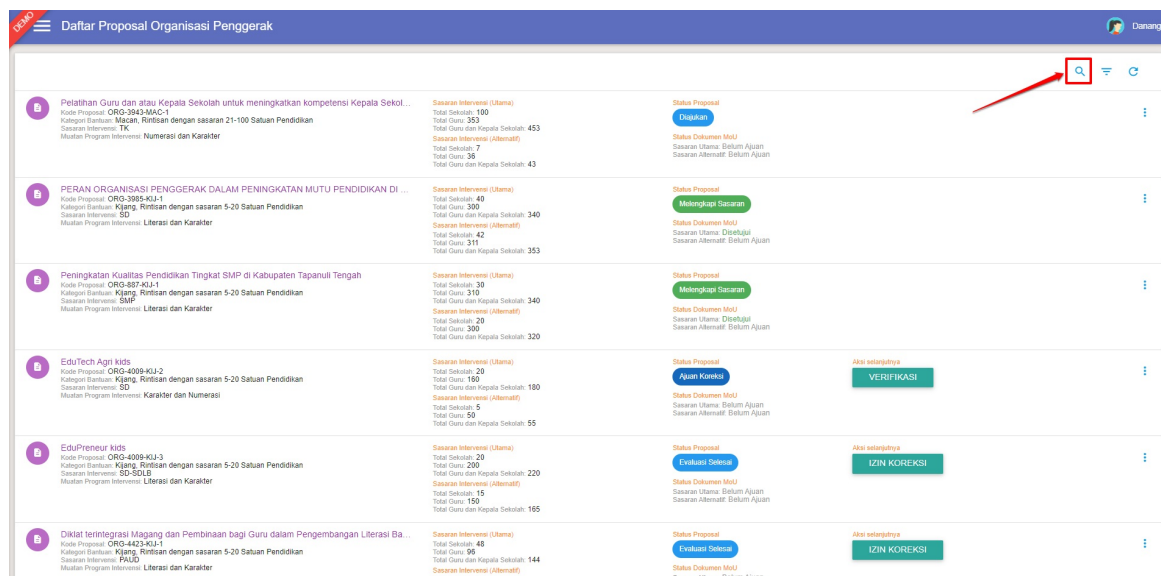 DEMO
Daftar Proposal Organisasi Penggerak
Danang
Pelatihan Guru dan atau Kepala Sekolah untuk meningkatkan kompetensi Kepala Sekol...
Kode Proposal: ORG-3943-MAC-1
Kategori Bantuan: Macan, Rintisan dengan sasaran 21-100 Satuan Pendidikan
Sasaran Intervensi: TK
Muatan Program Intervensi: Numerasi dan Karakter
Sasaran Intervensi (Utama)
Total Sekolah: 100
Total Guru: 353
Total Guru dan Kepala Sekolah: 453
Sasaran Intervensi (Alternatif)
Total Sekolah: 7
Total Guru: 36
Total Guru dan Kepala Sekolah: 43
Status Proposal
Diajukan
Status Dokumen MoU
Sasaran Utama: Belum Ajuan
Sasaran Alternatif: Belum Ajuan
PERAN ORGANISASI PENGGERAK DALAM PENINGKATAN MUTU PENDIDIKAN DI ...
Kode Proposal: ORG-3985-KIJ-1
Kategori Bantuan: Kijang, Rintisan dengan sasaran 5-20 Satuan Pendidikan
Sasaran Intervensi: SD
Muatan Program Intervensi: Literasi dan Karakter
Sasaran Intervensi (Utama)
Total Sekolah: 40
Total Guru: 300
Total Guru dan Kepala Sekolah: 340
Sasaran Intervensi (Alternatif)
Total Sekolah: 42
Total Guru: 311
Total Guru dan Kepala Sekolah: 353
Status Proposal
Melengkapi Sasaran
Status Dokumen MoU
Sasaran Utama: Disetujui
Sasaran Alternatif: Belum Ajuan
Peningkatan Kualitas Pendidikan Tingkat SMP di Kabupaten Tapanuli Tengah
Kode Proposal: ORG-887-KIJ-1
Kategori Bantuan: Kijang, Rintisan dengan sasaran 5-20 Satuan Pendidikan
Sasaran Intervensi: SMP
Muatan Program Intervensi: Literasi dan Karakter
Sasaran Intervensi (Utama)
Total Sekolah: 30
Total Guru: 310
Total Guru dan Kepala Sekolah: 340
Sasaran Intervensi (Alternatif)
Total Sekolah: 20
Total Guru: 300
Total Guru dan Kepala Sekolah: 320
Status Proposal
Melengkapi Sasaran
Status Dokumen MoU
Sasaran Utama: Disetujui
Sasaran Alternatif: Belum Ajuan
EduTech Agri kids
Kode Proposal: ORG-4009-KIJ-2
Kategori Bantuan: Kijang, Rintisan dengan sasaran 5-20 Satuan Pendidikan
Sasaran Intervensi: SD
Muatan Program Intervensi: Karakter dan Numerasi
Sasaran Intervensi (Utama)
Total Sekolah: 20
Total Guru: 160
Total Guru dan Kepala Sekolah: 180
Sasaran Intervensi (Alternatif)
Total Sekolah: 5
Total Guru: 50
Total Guru dan Kepala Sekolah: 55
Status Proposal
Ajuan Koreksi
Status Dokumen MoU
Sasaran Utama: Belum Ajuan
Sasaran Alternatif: Belum Ajuan
Aksi selanjutnya
VERIFIKASI
EduPreneur kids
Kode Proposal: ORG-4009-KIJ-3
Kategori Bantuan: Kijang, Rintisan dengan sasaran 5-20 Satuan Pendidikan
Sasaran Intervensi: SD-SDLB
Muatan Program Intervensi: Literasi dan Karakter
Sasaran Intervensi (Utama)
Total Sekolah: 20
Total Guru: 200
Total Guru dan Kepala Sekolah: 220
Sasaran Intervensi (Alternatif)
Total Sekolah: 15
Total Guru: 150
Total Guru dan Kepala Sekolah: 165
Status Proposal
Evaluasi Selesai
Status Dokumen MoU
Sasaran Utama: Belum Ajuan
Sasaran Alternatif: Belum Ajuan
Aksi selanjutnya
IZIN KOREKSI
Diklat terintegrasi Magang dan Pembinaan bagi Guru dalam Pengembangan Literasi Ba...
Kode Proposal: ORG-4423-KIJ-1
Kategori Bantuan: Kijang, Rintisan dengan sasaran 5-20 Satuan Pendidikan
Sasaran Intervensi: PAUD
Muatan Program Intervensi: Literasi dan Karakter
Sasaran Intervensi (Utama)
Total Sekolah: 48
Total Guru: 96
Total Guru dan Kepala Sekolah: 144
Sasaran Intervensi (Alternatif)
Status Proposal
Evaluasi Selesai
Status Dokumen MoU
Aksi selanjutnya
IZIN KOREKSI